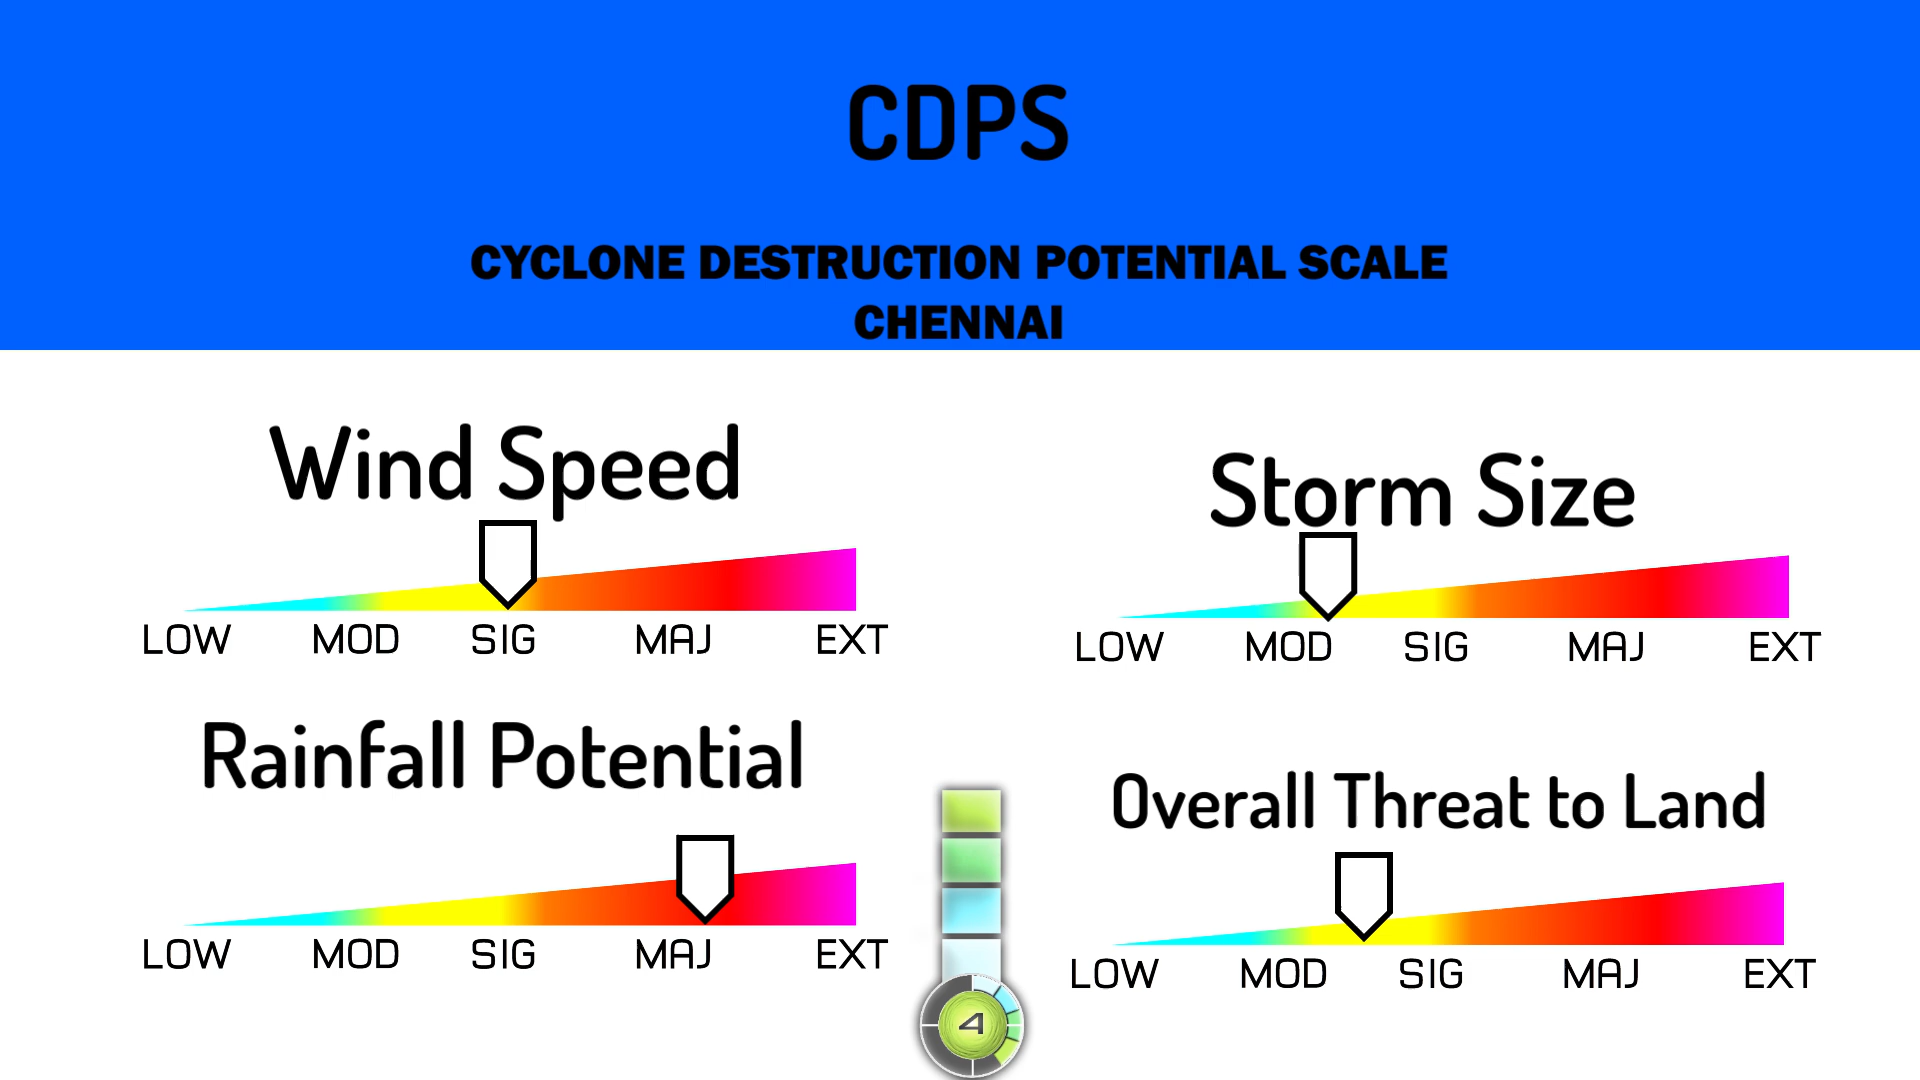 CDPS
CYCLONE DESTRUCTION POTENTIAL SCALE
CHENNAI
Wind Speed
LOW MOD SIG MAJ EXT
Storm Size
LOW MOD SIG MAJ EXT
Rainfall Potential
LOW MOD SIG MAJ EXT
Overall Threat to Land
LOW MOD SIG MAJ EXT
4